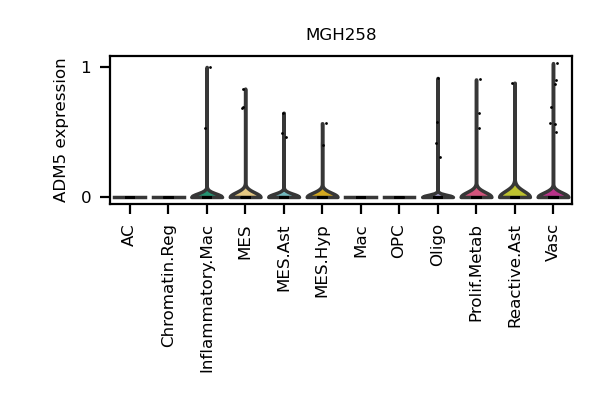 MGH258
ADM5 expression
1
0
AC
Chromatin.Reg
Inflammatory.Mac
MES
MES.Ast
MES.Hyp
Mac
OPC
Oligo
Prolif.Metab
Reactive.Ast
Vasc